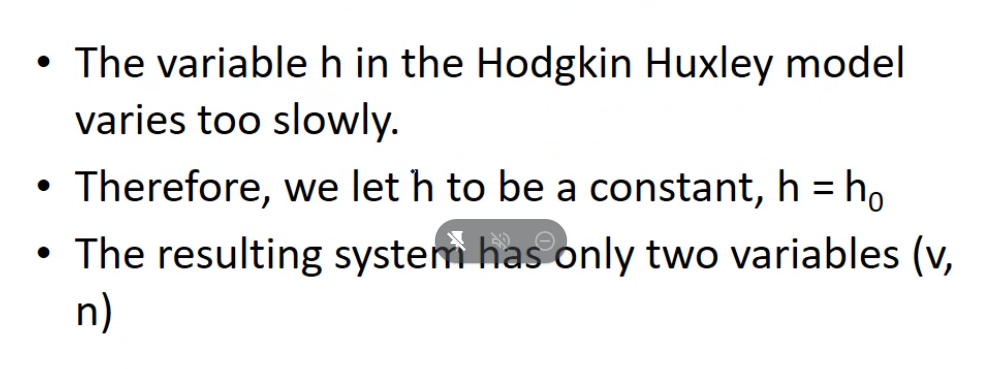 • The variable h in the Hodgkin Huxley model
varies too slowly.
• Therefore, we let h to be a constant, h = h₀
• The resulting system has only two variables (v,
n)